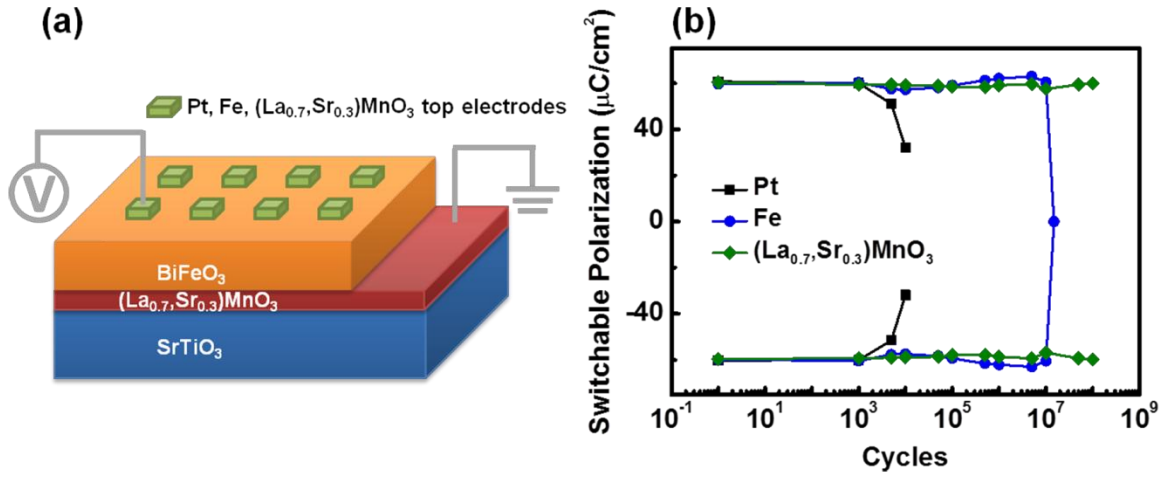 (a)
Pt, Fe, (La0.7,Sr0.3)MnO3 top electrodes
V
BiFeO3
(La0.7,Sr0.3)MnO3
SrTiO3
(b)
Switchable Polarization (μC/cm2)
40
0
-40
Pt
Fe
(La0.7,Sr0.3)MnO3
10-1 101 103 105 107 109
Cycles